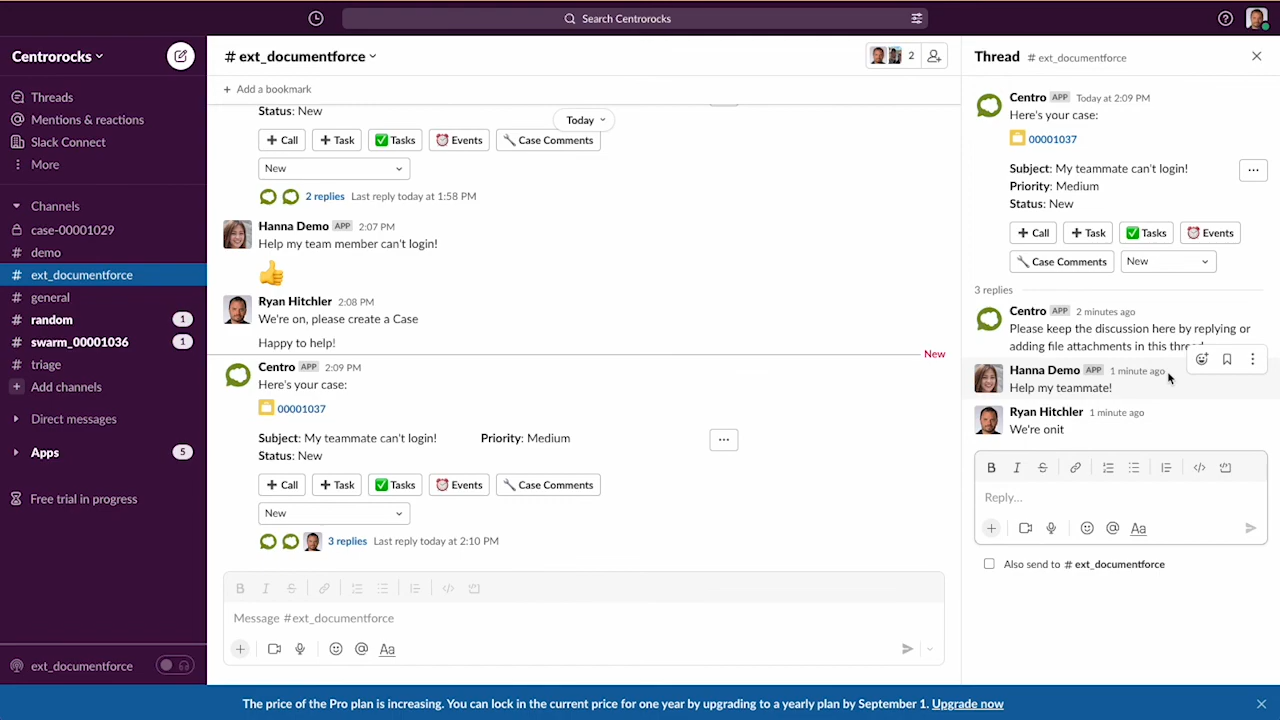 Search Centrorocks
Centrorocks
Threads
Mentions & reactions
Slack Connect
More
Channels
case-00001029
# demo
# ext_documentforce
# general
# random 1
# swarm_00001036 1
# triage
+ Add channels
Direct messages
Apps 5
Free trial in progress
ext_documentforce
# ext_documentforce
2
+ Add a bookmark
Today
Status: New
+ Call
+ Task
Tasks
Events
Case Comments
New
2 replies Last reply today at 1:58 PM
Hanna Demo APP 2:07 PM
Help my team member can't login!
Ryan Hitchler 2:08 PM
We're on, please create a Case
Happy to help!
New
Centro APP 2:09 PM
Here's your case:
00001037
Subject: My teammate can't login! Priority: Medium
Status: New
...
+ Call
+ Task
Tasks
Events
Case Comments
New
3 replies Last reply today at 2:10 PM
B I S
Message #ext_documentforce
+ @ Aa
Thread # ext_documentforce
Centro APP Today at 2:09 PM
Here's your case:
00001037
Subject: My teammate can't login!
Priority: Medium
Status: New
...
+ Call
+ Task
Tasks
Events
Case Comments
New
3 replies
Centro APP 2 minutes ago
Please keep the discussion here by replying or
adding file attachments in this
Hanna Demo APP 1 minute ago
Help my teammate!
Ryan Hitchler 1 minute ago
We're onit
B I S
Reply...
+ @ Aa
Also send to # ext_documentforce
The price of the Pro plan is increasing. You can lock in the current price for one year by upgrading to a yearly plan by September 1. Upgrade now